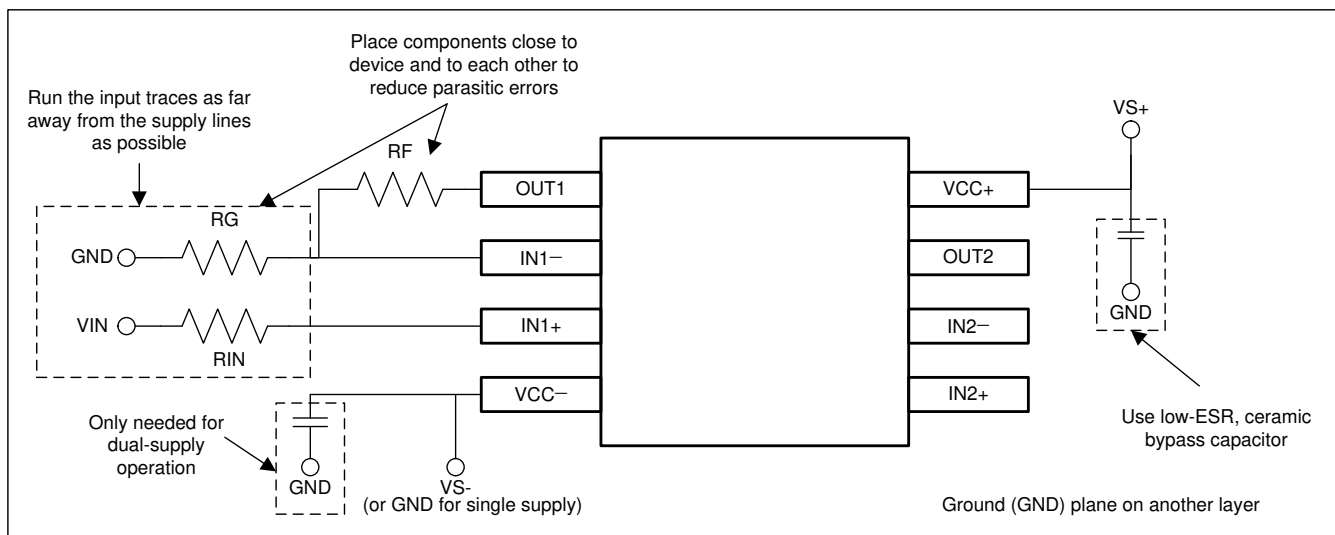 Place components close to
device and to each other to
reduce parasitic errors
Run the input traces as far
away from the supply lines
as possible
VS+
RF
OUT1
VCC+
RG
GND
IN1−
OUT2
GND
VIN
IN1+
IN2−
RIN
VCC−
IN2+
Only needed for
dual-supply
operation
Use low-ESR, ceramic
bypass capacitor
GND
VS-
(or GND for single supply)
Ground (GND) plane on another layer